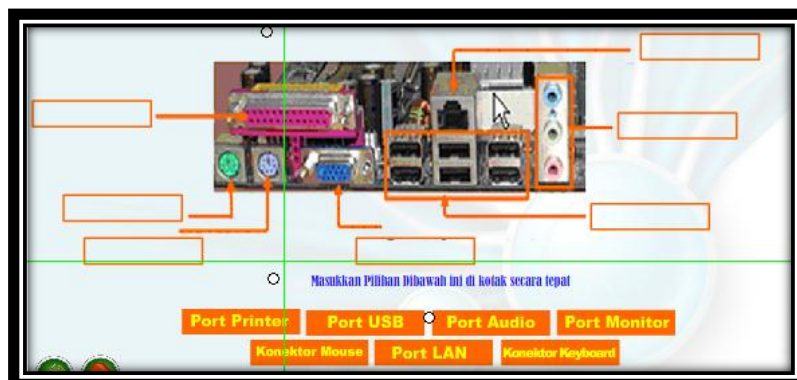 Masukkan Pilihan Dibawah ini di kotak secara tepat
Port Printer Port USB Port Audio Port Monitor
Konektor Mouse Port LAN Konektor Keyboard